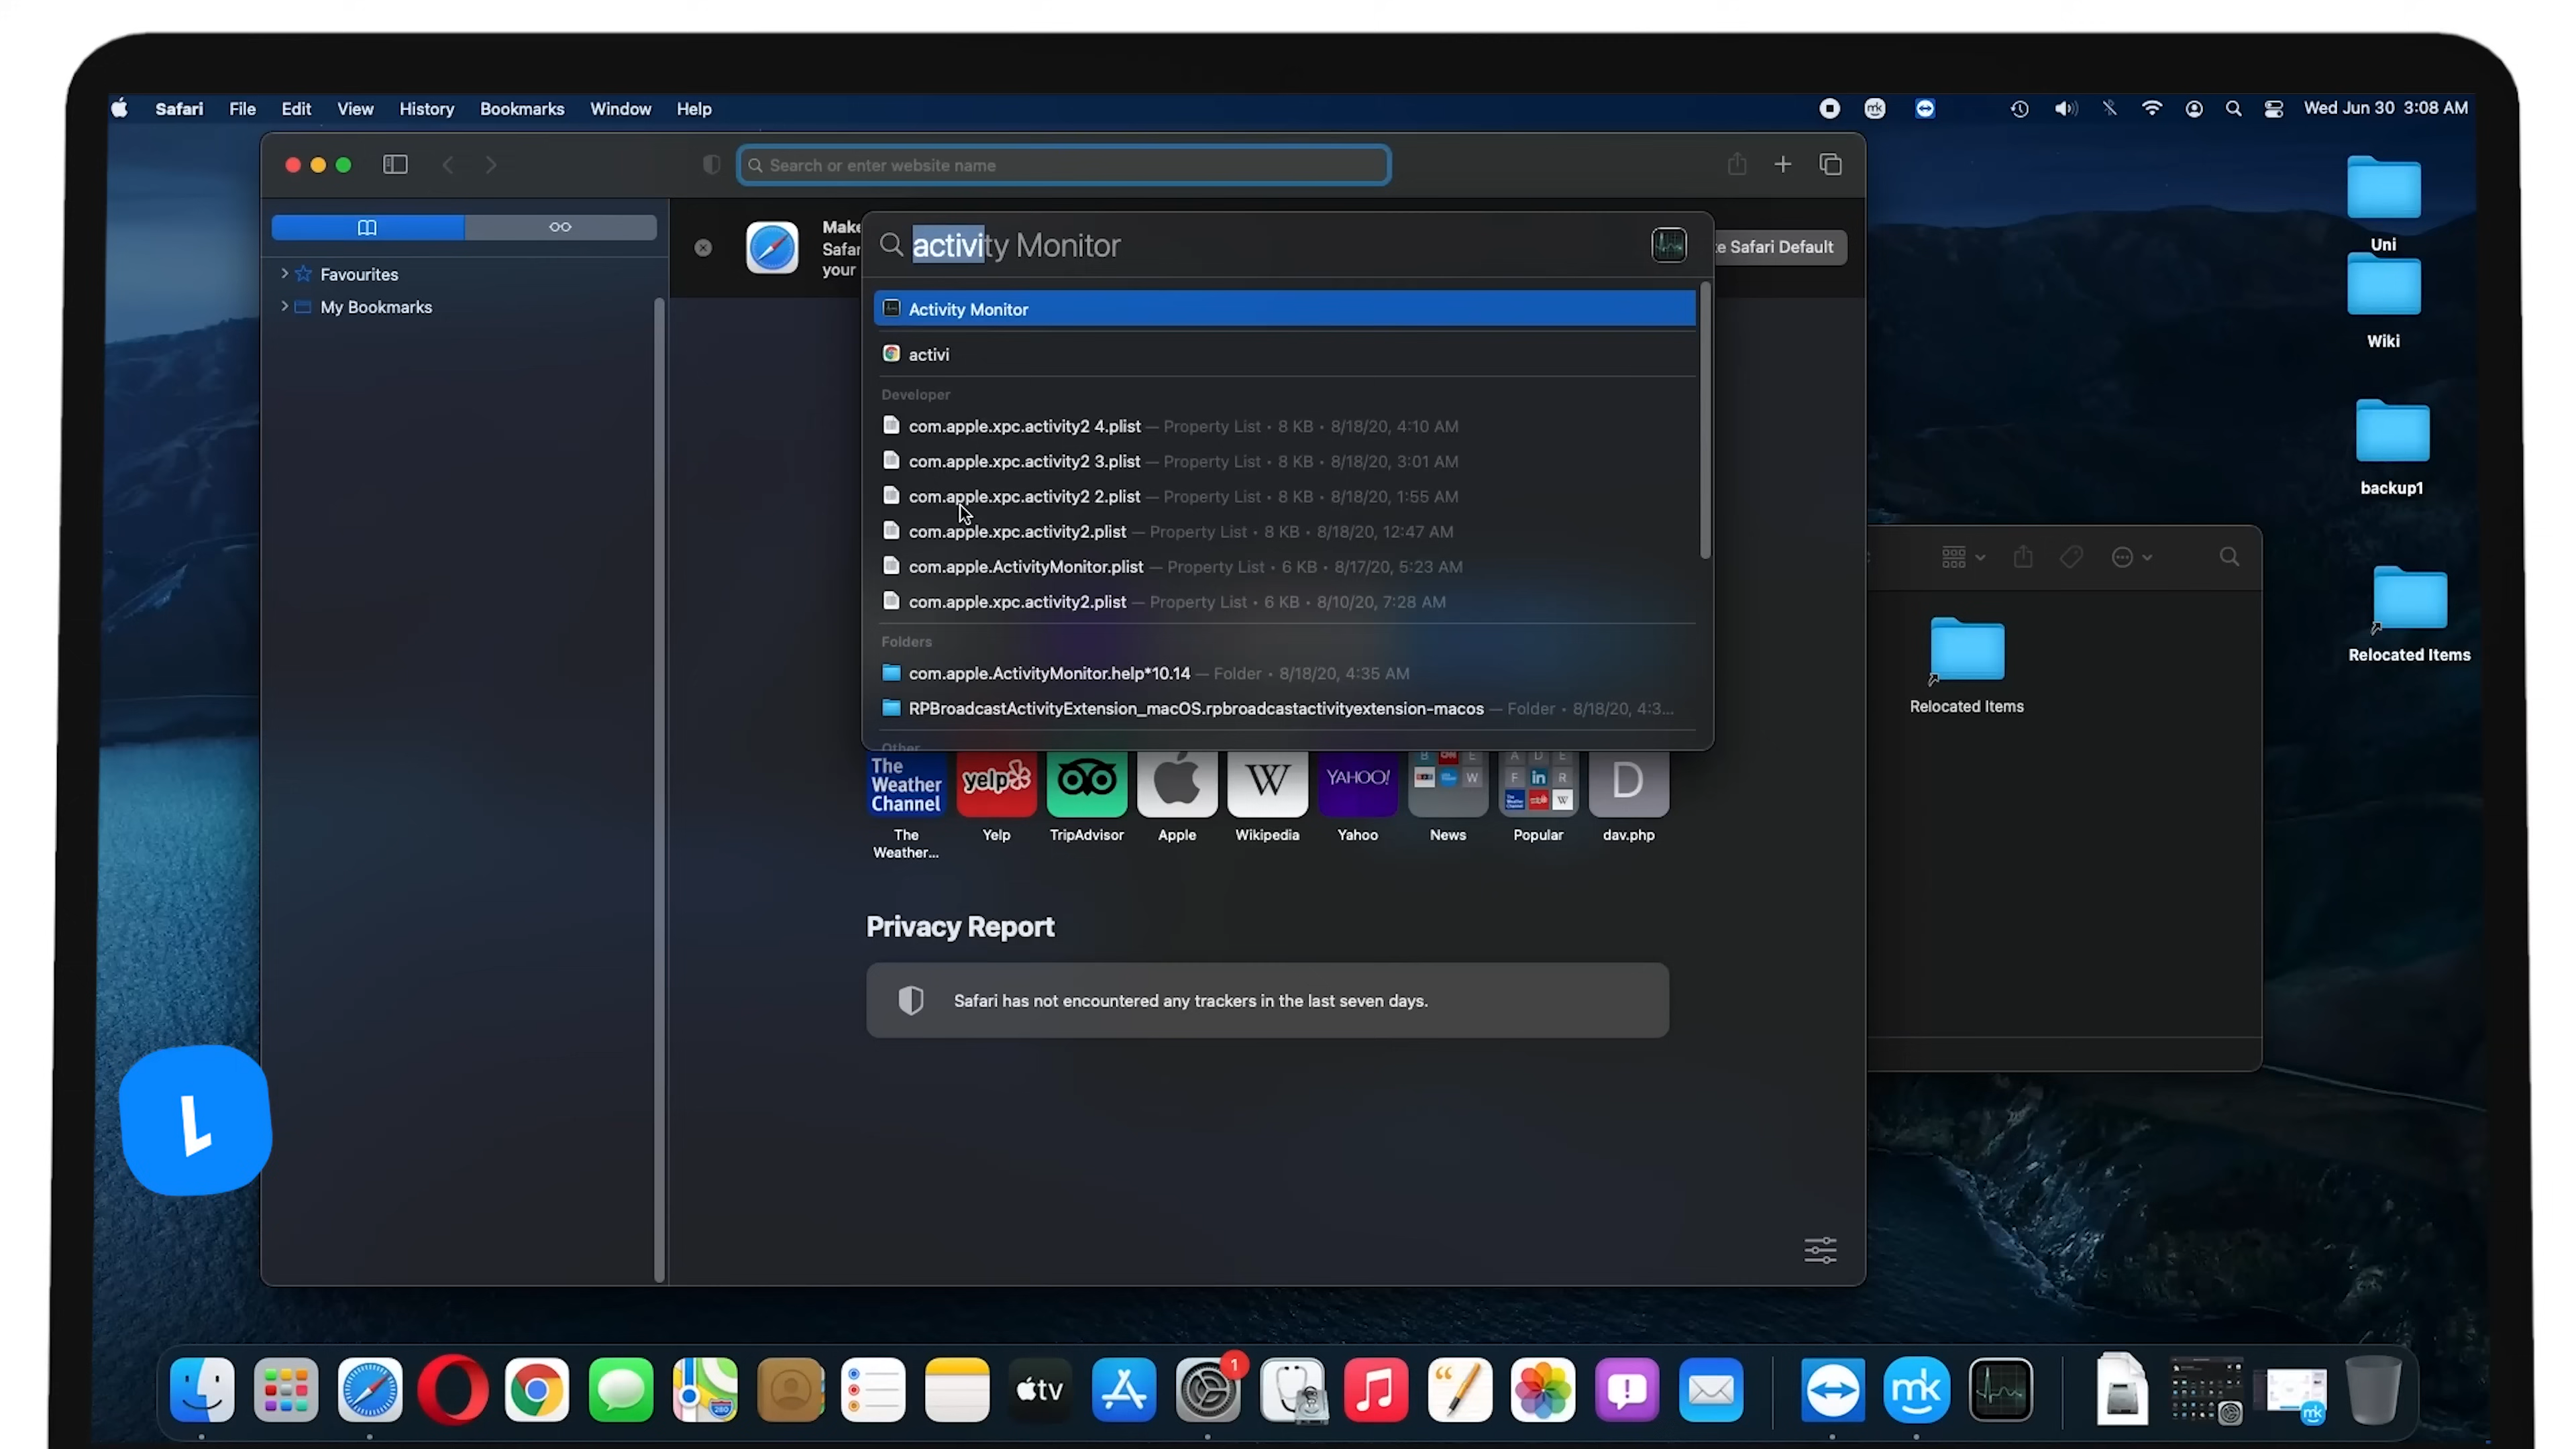 Safari File Edit View History Bookmarks Window Help
Wed Jun 30 3:08 AM
Search or enter website name
Favourites
My Bookmarks
Make
Safar
your
te Safari Default
activity Monitor
Activity Monitor
activi
Developer
com.apple.xpc.activity2 4.plist — Property List • 8 KB • 8/18/20, 4:10 AM
com.apple.xpc.activity2 3.plist — Property List • 8 KB • 8/18/20, 3:01 AM
com.apple.xpc.activity2 2.plist — Property List • 8 KB • 8/18/20, 1:55 AM
com.apple.xpc.activity2.plist — Property List • 8 KB • 8/18/20, 12:47 AM
com.apple.ActivityMonitor.plist — Property List • 6 KB • 8/17/20, 5:23 AM
com.apple.xpc.activity2.plist — Property List • 6 KB • 8/10/20, 7:28 AM
Folders
com.apple.ActivityMonitor.help*10.14 — Folder • 8/18/20, 4:35 AM
RPBroadcastActivityExtension_macOS.rpbroadcastactivityextension-macos — Folder • 8/18/20, 4:3...
Other
The
Weather
Channel
yelp
W
YAHOO!
D
The
Weather...
Yelp
TripAdvisor
Apple
Wikipedia
Yahoo
News
Popular
dav.php
Privacy Report
Safari has not encountered any trackers in the last seven days.
Uni
Wiki
backup1
Relocated Items
Relocated Items
1
tv
1
mk